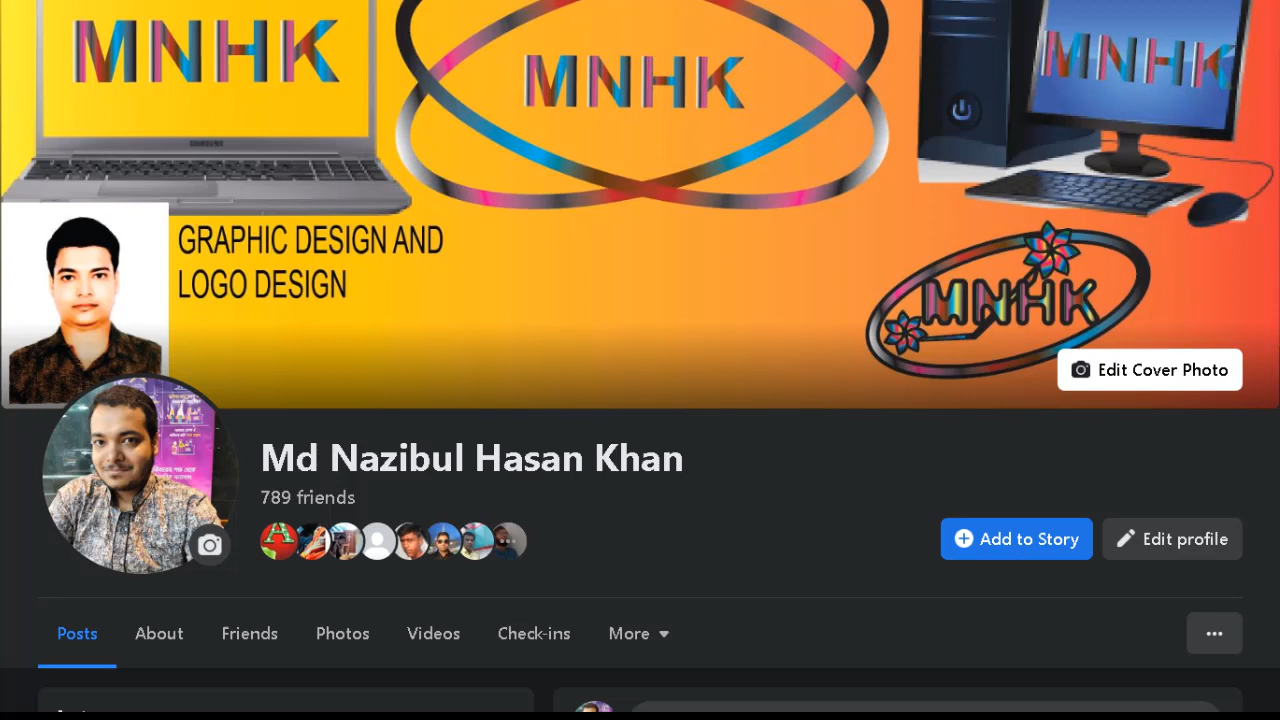 MNHK
MNHK
MNHK
SAMSUNG
GRAPHIC DESIGN AND
LOGO DESIGN
MNHK
Edit Cover Photo
Md Nazibul Hasan Khan
789 friends
Add to Story
Edit profile
Posts
About
Friends
Photos
Videos
Check-ins
More